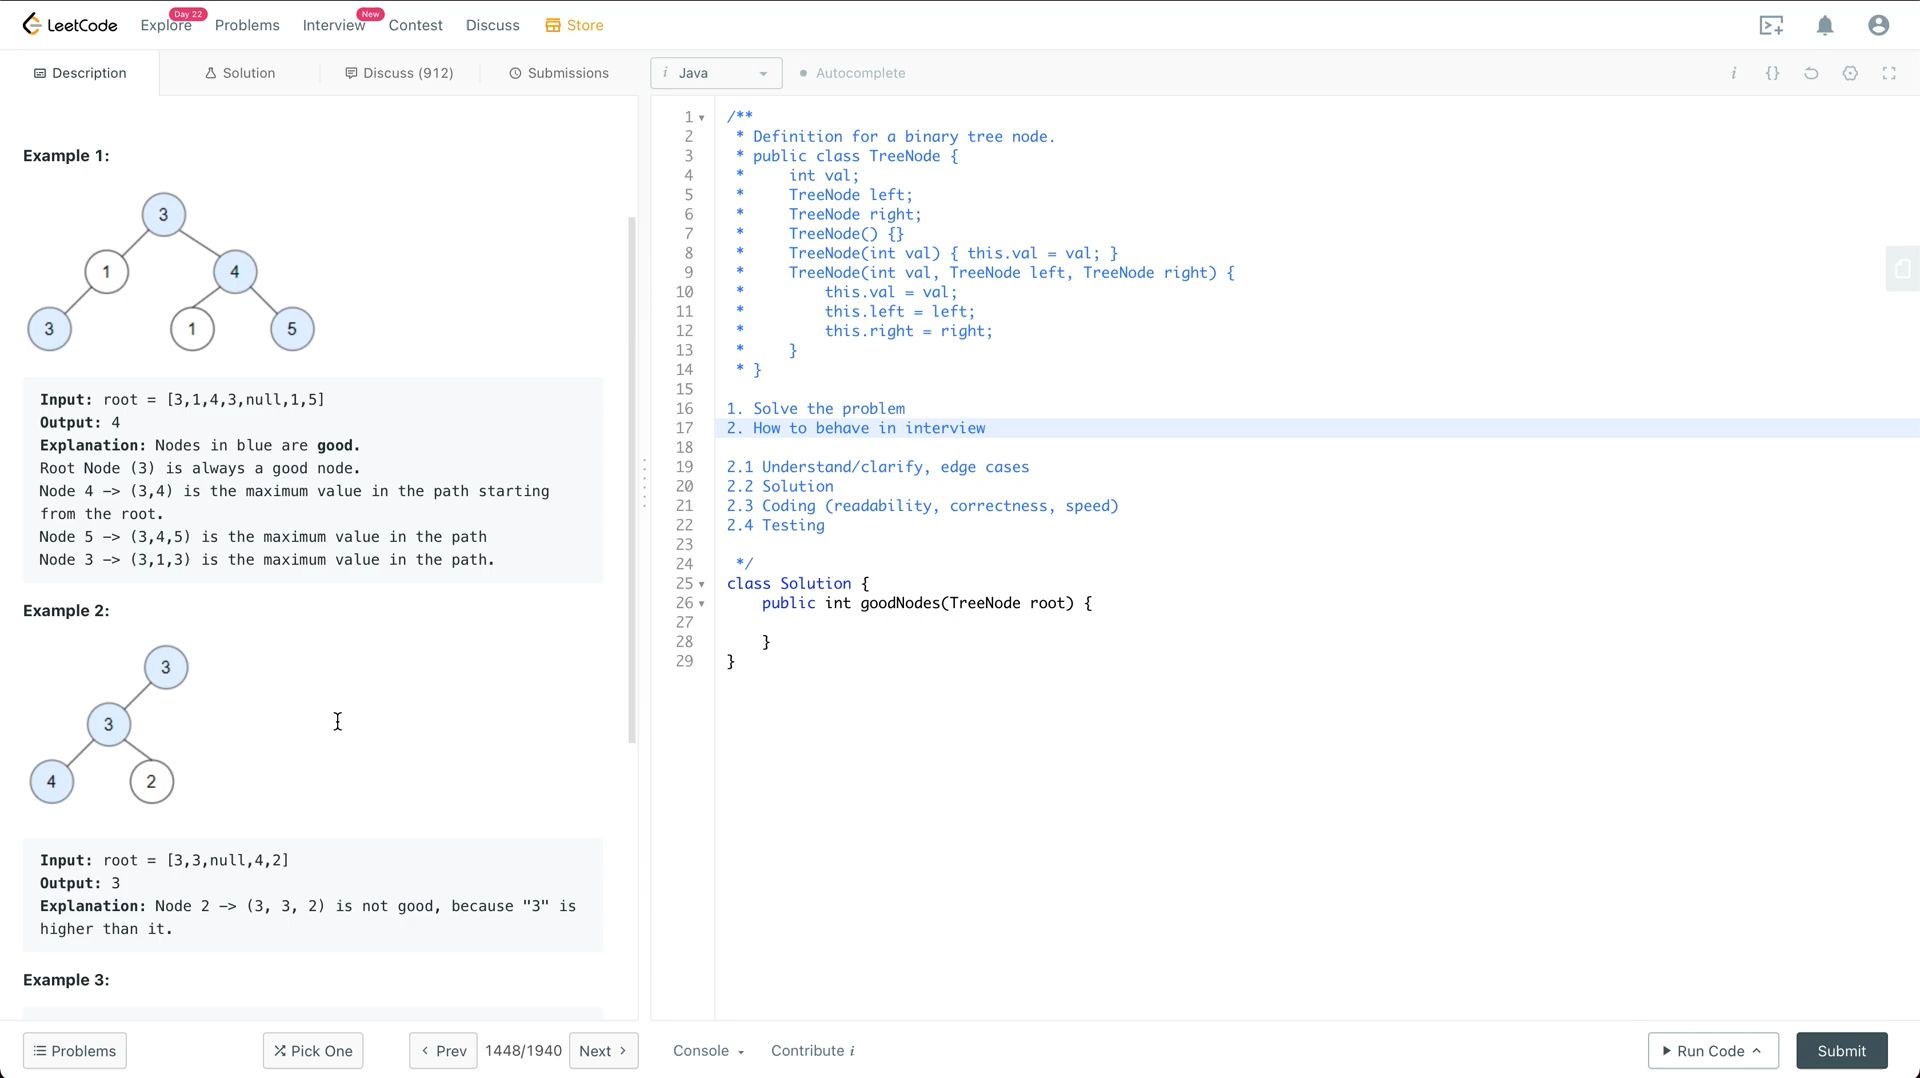 LeetCode
Explore
Day 22
Problems
Interview
New
Contest
Discuss
Store
Description
Solution
Discuss (912)
Submissions
i Java
Autocomplete
i {}
Example 1:
3
1
4
3
1
5
Input: root = [3,1,4,3,null,1,5]
Output: 4
Explanation: Nodes in blue are good.
Root Node (3) is always a good node.
Node 4 -> (3,4) is the maximum value in the path starting
from the root.
Node 5 -> (3,4,5) is the maximum value in the path
Node 3 -> (3,1,3) is the maximum value in the path.
Example 2:
3
3
4
2
Input: root = [3,3,null,4,2]
Output: 3
Explanation: Node 2 -> (3, 3, 2) is not good, because "3" is
higher than it.
Example 3:
1 /**
2 * Definition for a binary tree node.
3 * public class TreeNode {
4 *     int val;
5 *     TreeNode left;
6 *     TreeNode right;
7 *     TreeNode() {}
8 *     TreeNode(int val) { this.val = val; }
9 *     TreeNode(int val, TreeNode left, TreeNode right) {
10 *         this.val = val;
11 *         this.left = left;
12 *         this.right = right;
13 *     }
14 * }
15
16 1. Solve the problem
17 2. How to behave in interview
18
19 2.1 Understand/clarify, edge cases
20 2.2 Solution
21 2.3 Coding (readability, correctness, speed)
22 2.4 Testing
23
24 */
25 class Solution {
26     public int goodNodes(TreeNode root) {
27
28     }
29 }
Problems
Pick One
Prev
1448/1940
Next
Console
Contribute i
Run Code
Submit